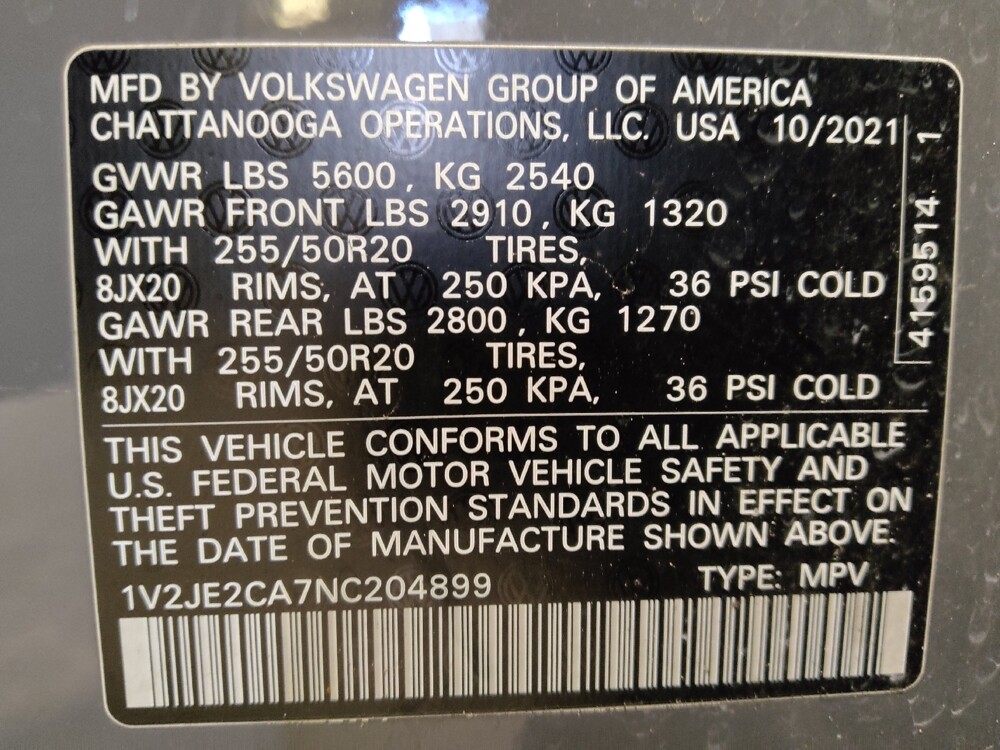 MFD BY VOLKSWAGEN GROUP OF AMERICA
CHATTANOOGA OPERATIONS, LLC. USA 10/2021
GVWR LBS 5600, KG 2540
GAWR FRONT LBS 2910, KG 1320
WITH 255/50R20 TIRES,
8JX20 RIMS, AT 250 KPA, 36 PSI COLD
GAWR REAR LBS 2800, KG 1270
WITH 255/50R20 TIRES,
8JX20 RIMS, AT 250 KPA, 36 PSI COLD
4159514 1
THIS VEHICLE CONFORMS TO ALL APPLICABLE
U.S. FEDERAL MOTOR VEHICLE SAFETY AND
THEFT PREVENTION STANDARDS IN EFFECT ON
THE DATE OF MANUFACTURE SHOWN ABOVE.
1V2JE2CA7NC204899 TYPE: MPV